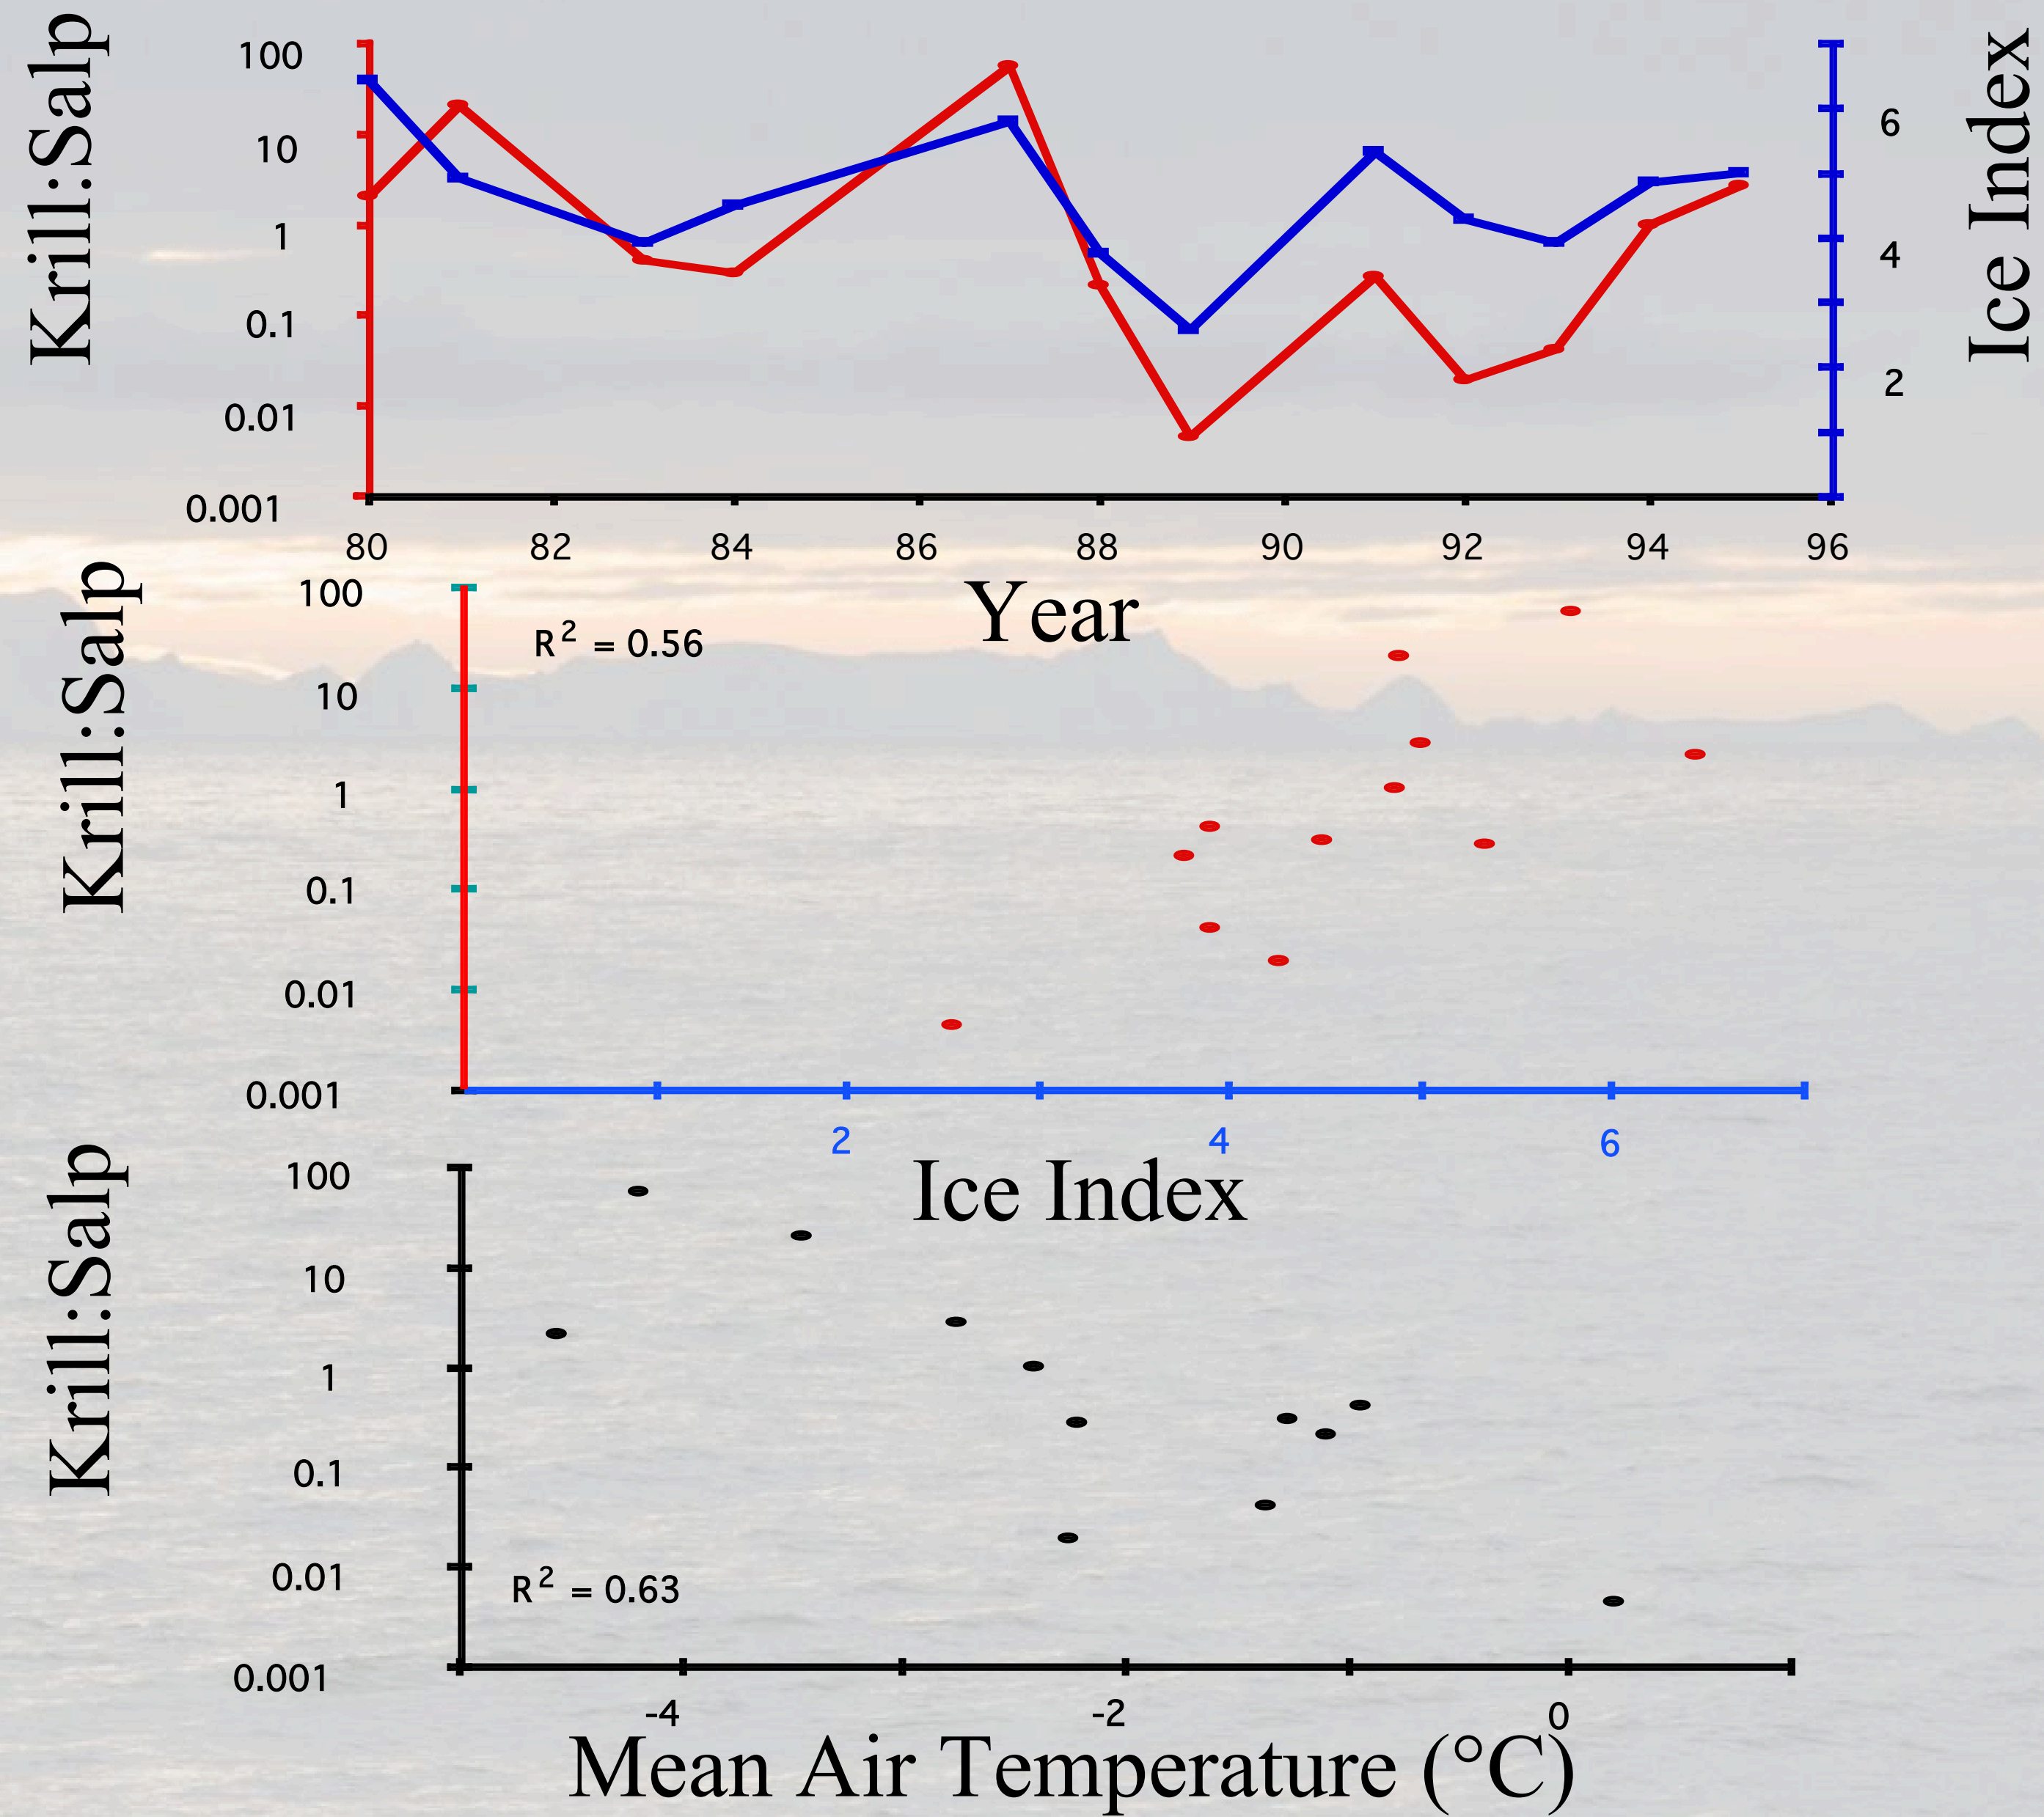 Krill:Salp
100
10
1
0.1
0.01
0.001
Ice Index
6
4
2
80 82 84 86 88 90 92 94 96
Year
Krill:Salp
100
10
1
0.1
0.01
0.001
R² = 0.56
2 4 6
Ice Index
Krill:Salp
100
10
1
0.1
0.01
0.001
R² = 0.63
-4 -2 0
Mean Air Temperature (°C)